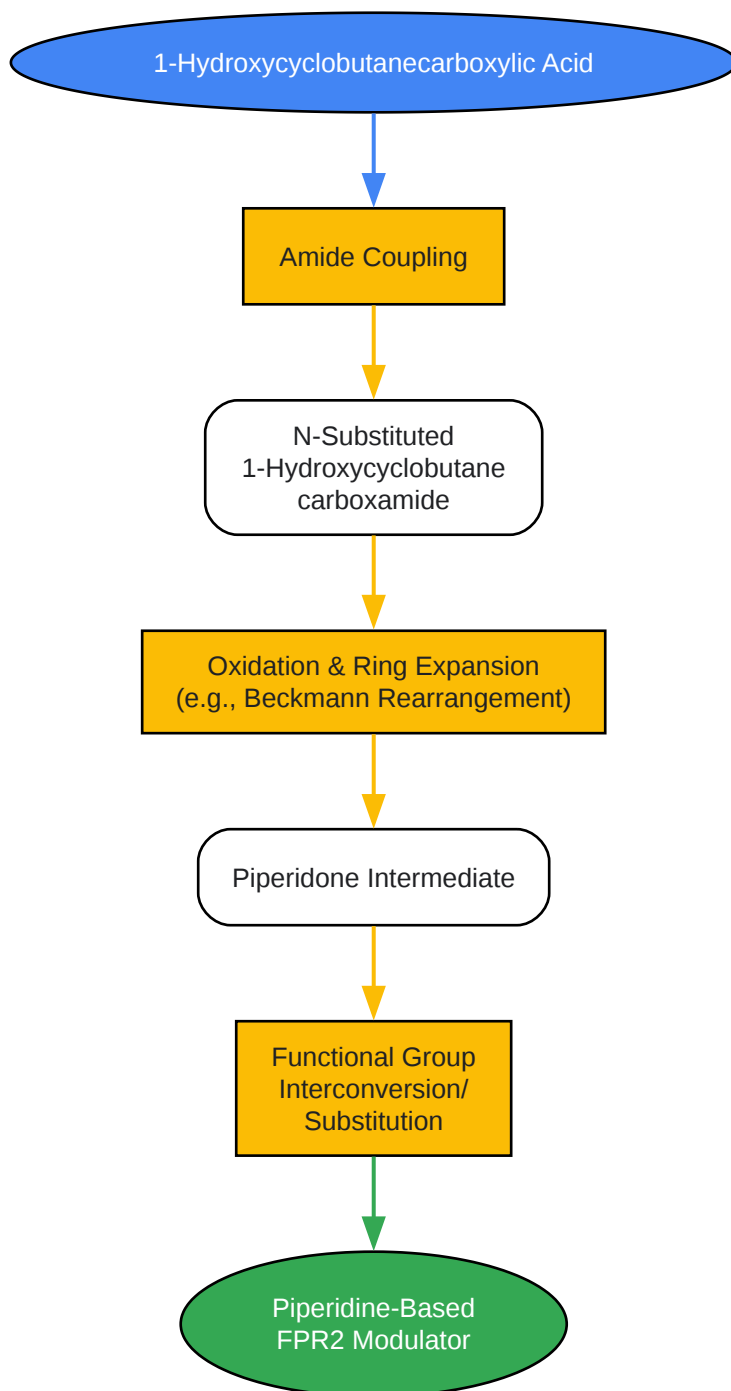 1-Hydroxycyclobutanecarboxylic Acid
Amide Coupling
N-Substituted
1-Hydroxycyclobutane
carboxamide
Oxidation & Ring Expansion
(e.g., Beckmann Rearrangement)
Piperidone Intermediate
Functional Group
Interconversion/
Substitution
Piperidine-Based
FPR2 Modulator